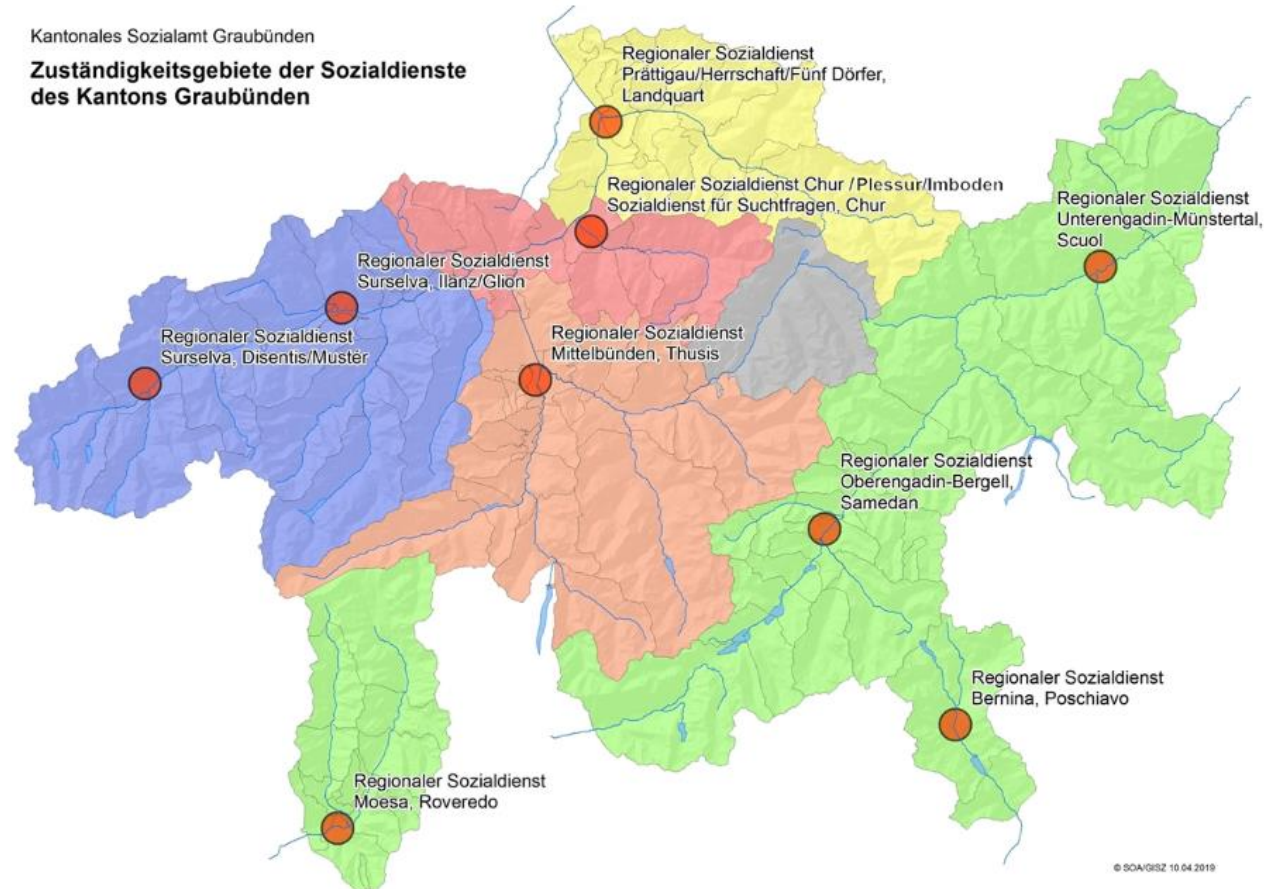 Kantonales Sozialamt Graubünden
Zuständigkeitsgebiete der Sozialdienste
des Kantons Graubünden
Regionaler Sozialdienst
Prättigau/Herrschaft/Fünf Dörfer,
Landquart
Regionaler Sozialdienst Chur /Plessur/Imboden
Sozialdienst für Suchtfragen, Chur
Regionaler Sozialdienst
Unterengadin-Münstertal,
Scuol
Regionaler Sozialdienst
Surselva, Ilanz/Glion
Regionaler Sozialdienst
Surselva, Disentis/Mustér
Regionaler Sozialdienst
Mittelbünden, Thusis
Regionaler Sozialdienst
Oberengadin-Bergell,
Samedan
Regionaler Sozialdienst
Bernina, Poschiavo
Regionaler Sozialdienst
Moesa, Roveredo
© SOA/GISZ 10.04.2019